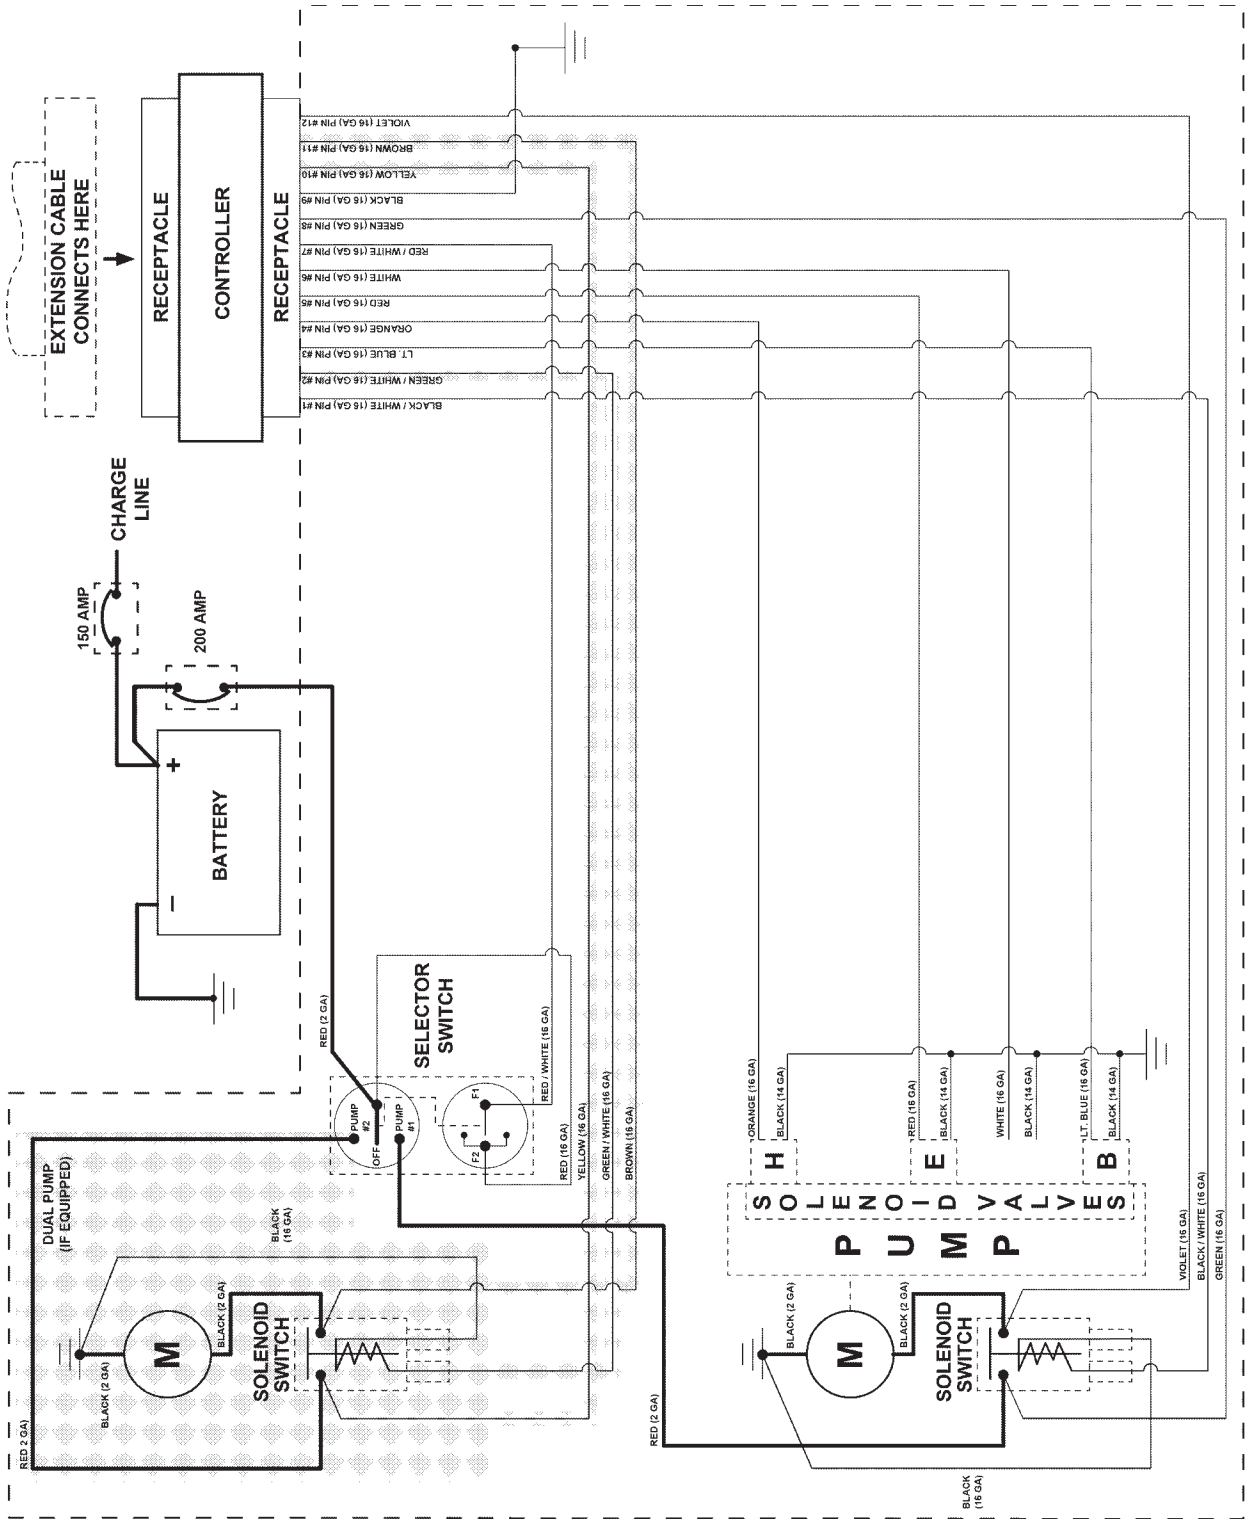 EXTENSION CABLE
CONNECTS HERE
RECEPTACLE
CONTROLLER
RECEPTACLE
VIOLET (16 GA) PIN #12
BROWN (16 GA) PIN #11
YELLOW (16 GA) PIN #10
BLACK (16 GA) PIN #9
GREEN (16 GA) PIN #8
RED / WHITE (16 GA) PIN #7
WHITE (16 GA) PIN #6
RED (16 GA) PIN #5
ORANGE (16 GA) PIN #4
LT. BLUE (16 GA) PIN #3
GREEN / WHITE (16 GA) PIN #2
BLACK / WHITE (16 GA) PIN #1
CHARGE
LINE
150 AMP
200 AMP
+
BATTERY
–
RED (2 GA)
SELECTOR
SWITCH
PUMP
#2
OFF
PUMP
#1
F1
F2
RED / WHITE (16 GA)
RED (16 GA)
YELLOW (16 GA)
GREEN / WHITE (16 GA)
BROWN (16 GA)
DUAL PUMP
(IF EQUIPPED)
BLACK
(16 GA)
BLACK (2 GA)
M
BLACK (2 GA)
SOLENOID
SWITCH
RED 2 GA)
RED (2 GA)
ORANGE (16 GA)
BLACK (14 GA)
RED (16 GA)
BLACK (14 GA)
WHITE (16 GA)
BLACK (14 GA)
LT. BLUE (16 GA)
BLACK (14 GA)
H
E
B
SOLENOID VALVES
PUMP
VIOLET (16 GA)
BLACK / WHITE (16 GA)
GREEN (16 GA)
BLACK (2 GA)
M
BLACK (2 GA)
SOLENOID
SWITCH
BLACK
(16 GA)